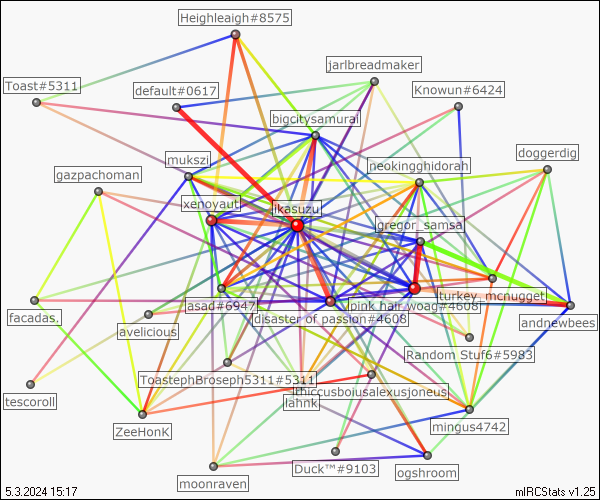 Heighleaigh#8575
jarlbreadmaker
Toast#5311
default#0617
Knowun#6424
bigcitysamurai
mukszi
neokingghidorah
doggerdig
gazpachoman
xenoyaut
ikasuzu
gregor_samsa
turkey_mcnugget
asad#6947
pink hair woag#4608
disaster of passion#4608
facadas.
avelicious
andnewbees
Random Stuf6#5983
ToastephBroseph5311#5311
thiccusboiusalexusjoneusi
tescoroll
lahnk
ZeeHonK
mingus4742
moonraven
Duck™#9103
ogshroom
5.3.2024 15:17
mIRCStats v1.25